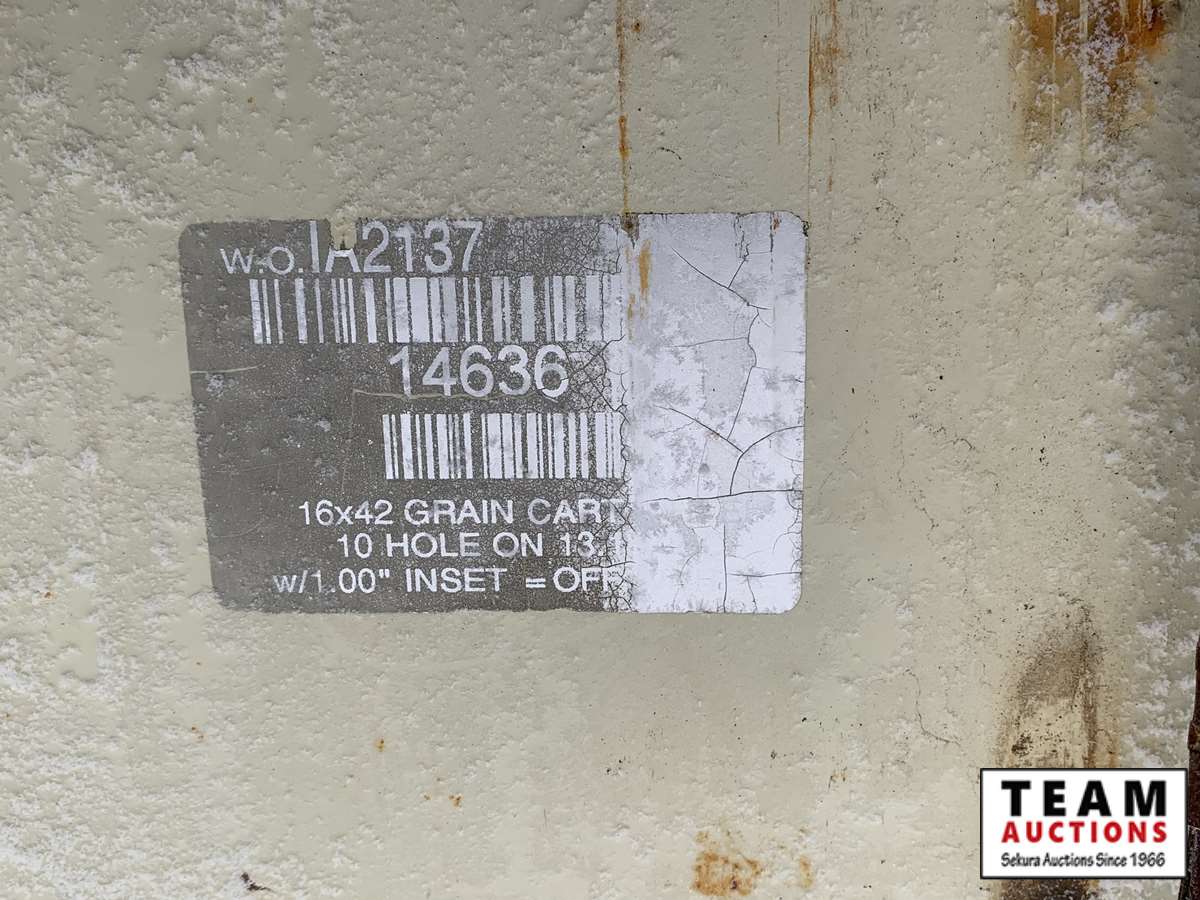 w.o. IA2137
14636
16x42 GRAIN CART
10 HOLE ON 13.
w/1.00" INSET = OFF
TEAM
AUCTIONS
Sekura Auctions Since 1966